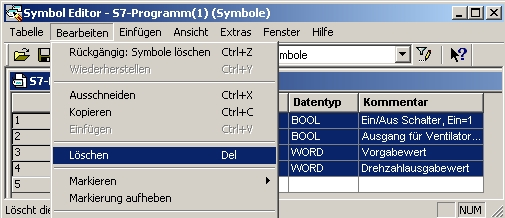 Symbol Editor - S7-Programm(1) (Symbole)
Tabelle Bearbeiten Einfügen Ansicht Extras Fenster Hilfe
Rückgängig: Symbole löschen Ctrl+Z
Wiederherstellen Ctrl+Y
Ausschneiden Ctrl+X
Kopieren Ctrl+C
Einfügen Ctrl+V
Löschen Del
Markieren
Markierung aufheben
Datentyp Kommentar
1 BOOL Ein/Aus Schalter, Ein=1
2 BOOL Ausgang für Ventilator...
3 WORD Vorgabewert
4 WORD Drehzahlausgabewert
5
Löscht di
NUM